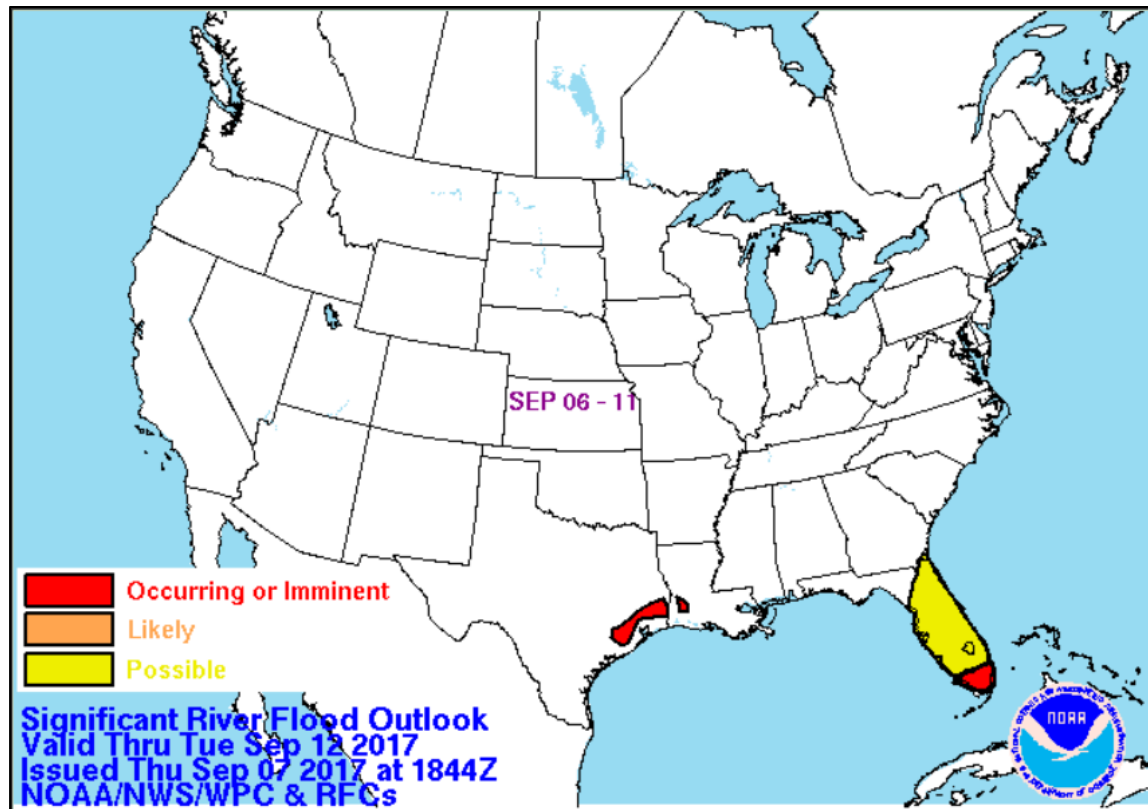 SEP 06 - 11
Occurring or Imminent
Likely
Possible
Significant River Flood Outlook
Valid Thru Tue Sep 12 2017
Issued Thu Sep 07 2017 at 1844Z
NOAA/NWS/WPC & RFCs
NOAA